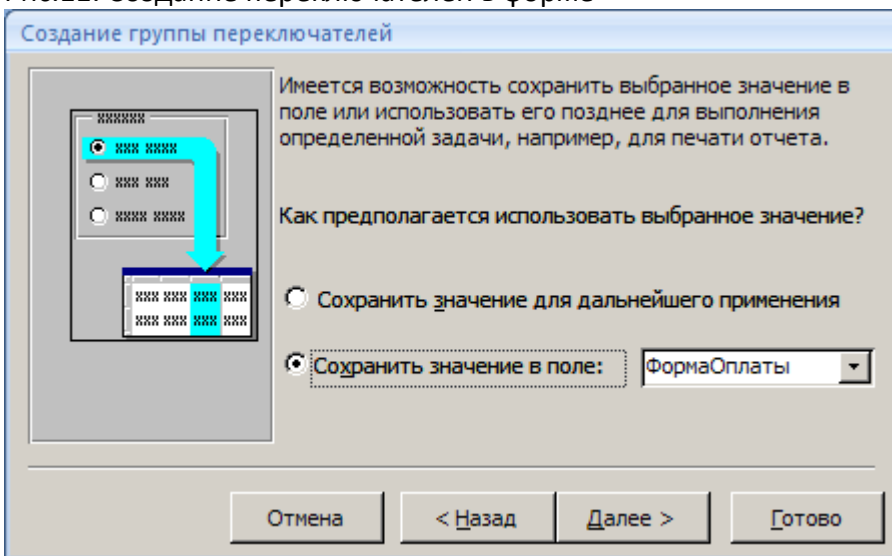 Создание группы переключателей
Имеется возможность сохранить выбранное значение в
поле или использовать его позднее для выполнения
определенной задачи, например, для печати отчета.
Как предполагается использовать выбранное значение?
Сохранить значение для дальнейшего применения
Сохранить значение в поле: ФормаОплаты
Отмена < Назад Далее > Готово